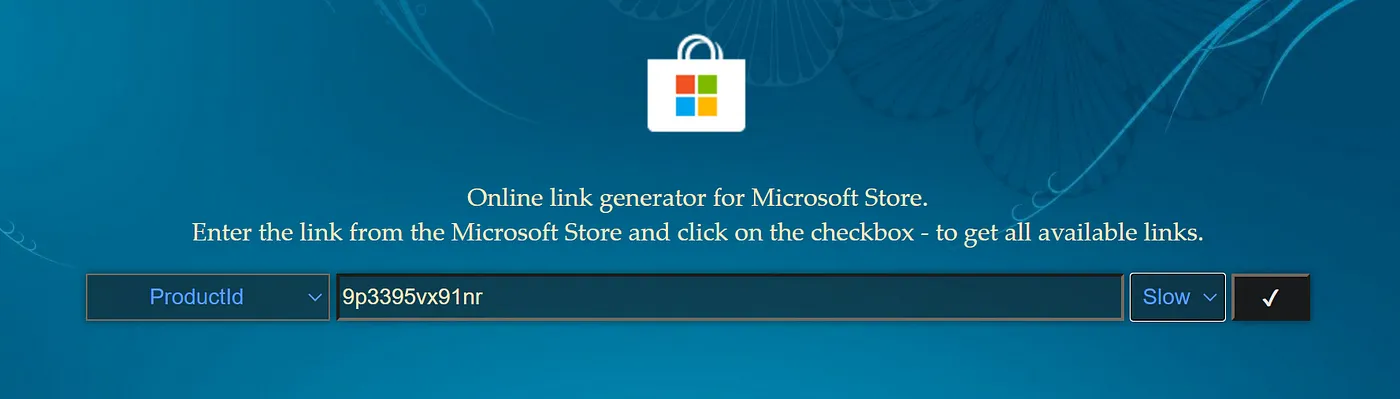 Online link generator for Microsoft Store.
Enter the link from the Microsoft Store and click on the checkbox - to get all available links.
ProductId 9p3395vx91nr Slow ✓